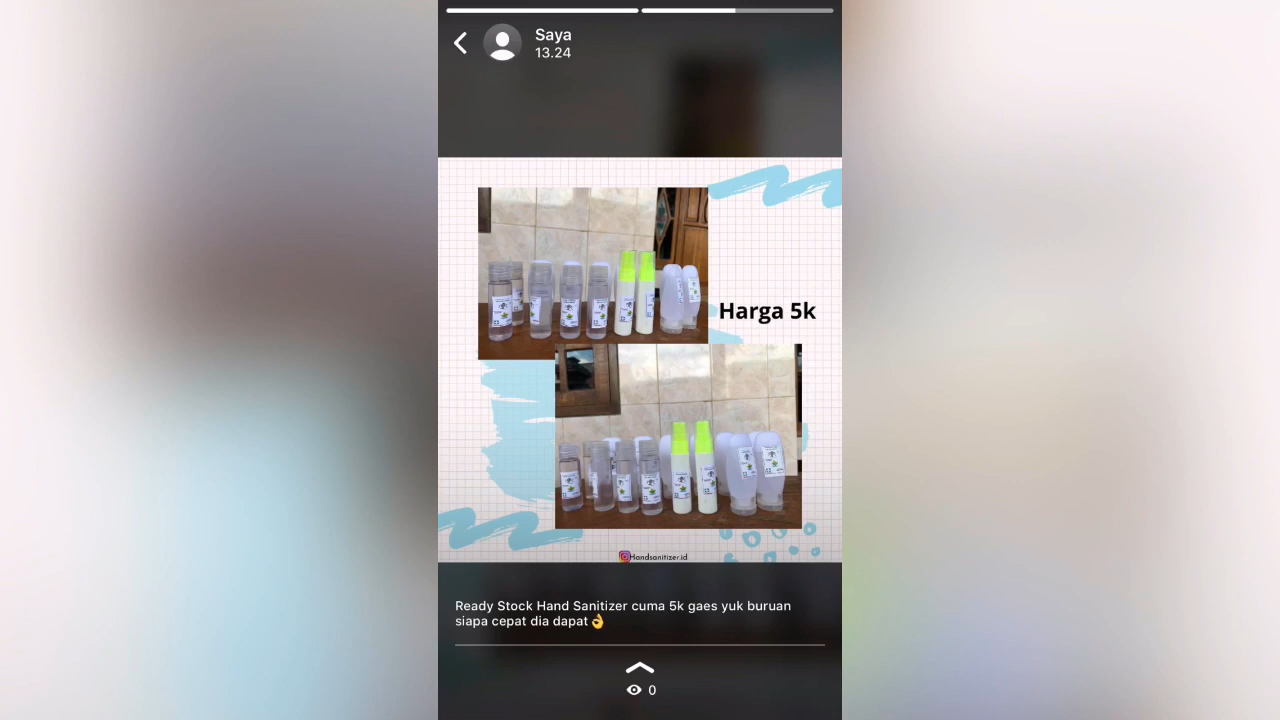 Saya
13.24
Harga 5k
Handsanitizer.id
Ready Stock Hand Sanitizer cuma 5k gaes yuk buruan
siapa cepat dia dapat👌
0